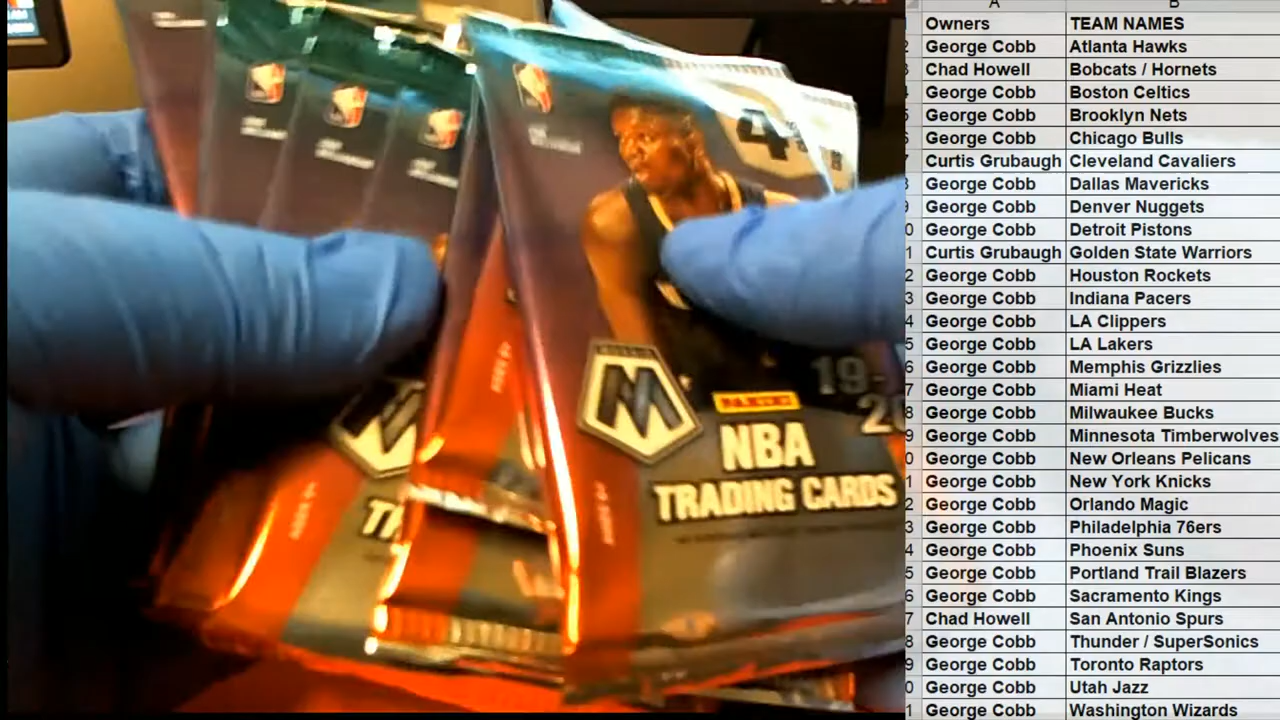 4
M
19-
20
PANINI
NBA
TRADING CARDS
A B
Owners TEAM NAMES
George Cobb Atlanta Hawks
Chad Howell Bobcats / Hornets
George Cobb Boston Celtics
George Cobb Brooklyn Nets
George Cobb Chicago Bulls
Curtis Grubaugh Cleveland Cavaliers
George Cobb Dallas Mavericks
George Cobb Denver Nuggets
George Cobb Detroit Pistons
Curtis Grubaugh Golden State Warriors
George Cobb Houston Rockets
George Cobb Indiana Pacers
George Cobb LA Clippers
George Cobb LA Lakers
George Cobb Memphis Grizzlies
George Cobb Miami Heat
George Cobb Milwaukee Bucks
George Cobb Minnesota Timberwolves
George Cobb New Orleans Pelicans
George Cobb New York Knicks
George Cobb Orlando Magic
George Cobb Philadelphia 76ers
George Cobb Phoenix Suns
George Cobb Portland Trail Blazers
George Cobb Sacramento Kings
Chad Howell San Antonio Spurs
George Cobb Thunder / SuperSonics
George Cobb Toronto Raptors
George Cobb Utah Jazz
George Cobb Washington Wizards